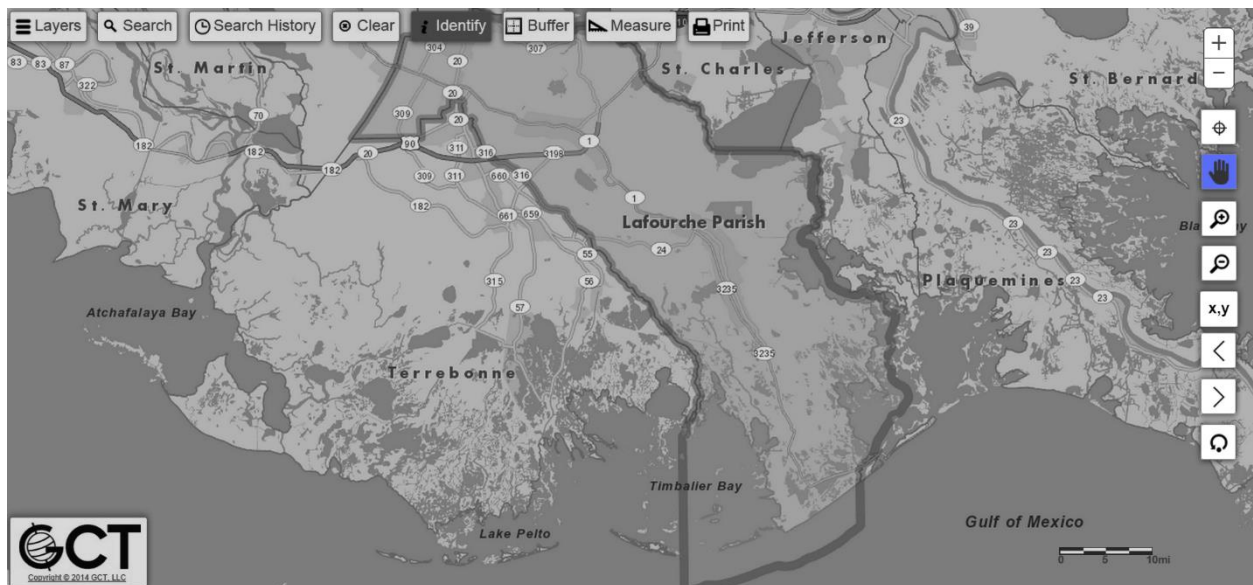 Layers
Search
Search History
Clear
Identify
Buffer
Measure
Print
10
39
Jefferson
83
83
87
St. Martin
304
20
307
St. Charles
St. Bernard
322
20
70
309
20
23
182
182
90
311
316
3198
1
20
182
309
311
660
316
1
St. Mary
182
661
659
Lafourche Parish
23
24
55
23
315
56
Plaquemines
23
3235
23
x,y
Atchafalaya Bay
57
3235
Terrebonne
Timbalier Bay
Gulf of Mexico
Lake Pelto
GCT
Copyright © 2014 GCT, LLC
0 5 10mi